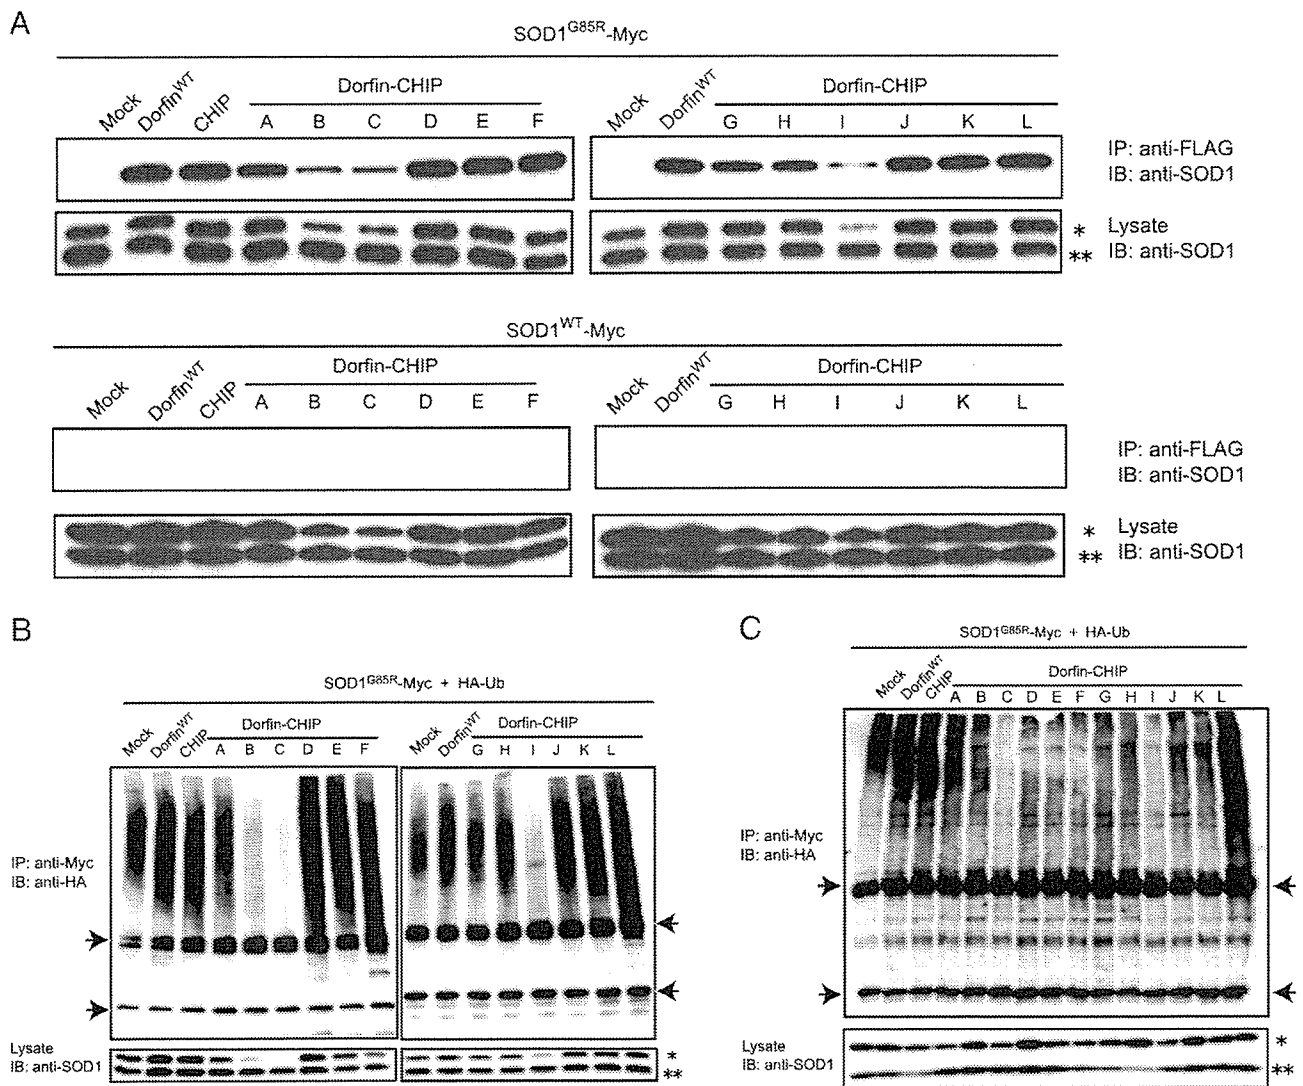 A
SOD1G85R-Myc
Mock DorfinWT CHIP Dorfin-CHIP
A B C D E F
Mock DorfinWT Dorfin-CHIP
G H I J K L
IP: anti-FLAG
IB: anti-SOD1
* Lysate
** IB: anti-SOD1
SOD1WT-Myc
Mock DorfinWT CHIP Dorfin-CHIP
A B C D E F
Mock DorfinWT Dorfin-CHIP
G H I J K L
IP: anti-FLAG
IB: anti-SOD1
* Lysate
** IB: anti-SOD1
B
SOD1G85R-Myc + HA-Ub
Mock DorfinWT CHIP Dorfin-CHIP
A B C D E F
Mock DorfinWT Dorfin-CHIP
G H I J K L
IP: anti-Myc
IB: anti-HA
Lysate *
IB: anti-SOD1 **
C
SOD1G85R-Myc + HA-Ub
Mock DorfinWT CHIP Dorfin-CHIP
A B C D E F G H I J K L
IP: anti-Myc
IB: anti-HA
Lysate *
IB: anti-SOD1 **